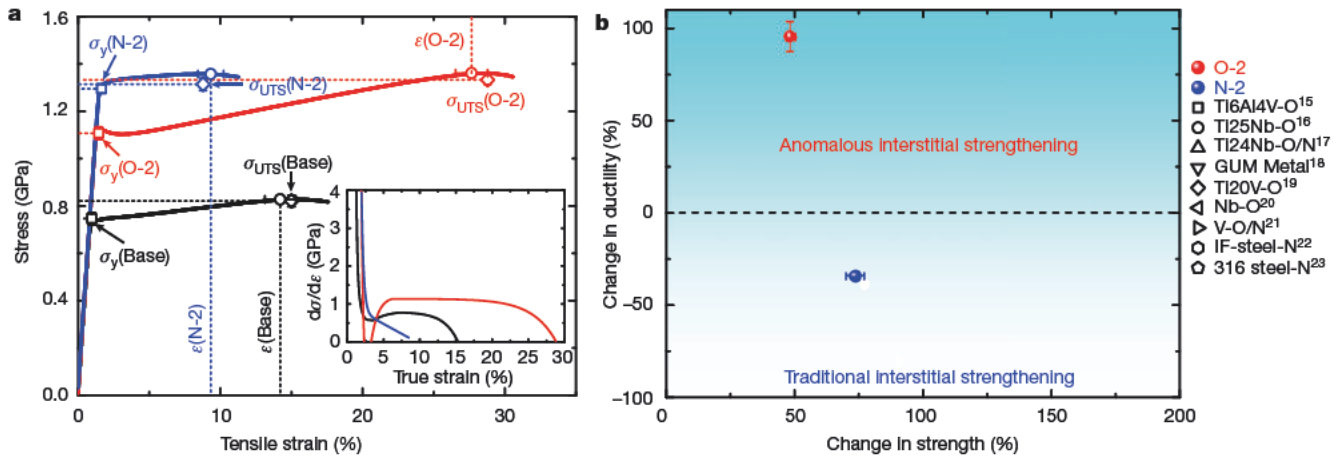 a
1.6
1.2
0.8
0.4
0.0
Stress (GPa)
0
10
20
30
Tensile strain (%)
σy(N-2)
σy(O-2)
σy(Base)
ε(O-2)
σUTS(N-2)
σUTS(O-2)
σUTS(Base)
ε(N-2)
ε(Base)
4
3
2
1
0
dσ/dε (GPa)
0 5 10 15 20 25 30
True strain (%)
b
100
50
0
−50
−100
Change in ductility (%)
0 50 100 150 200
Change in strength (%)
Anomalous interstitial strengthening
Traditional interstitial strengthening
O-2
N-2
Ti6Al4V-O15
Ti25Nb-O16
Ti24Nb-O/N17
GUM Metal18
Ti20V-O19
Nb-O20
V-O/N21
IF-steel-N22
316 steel-N23